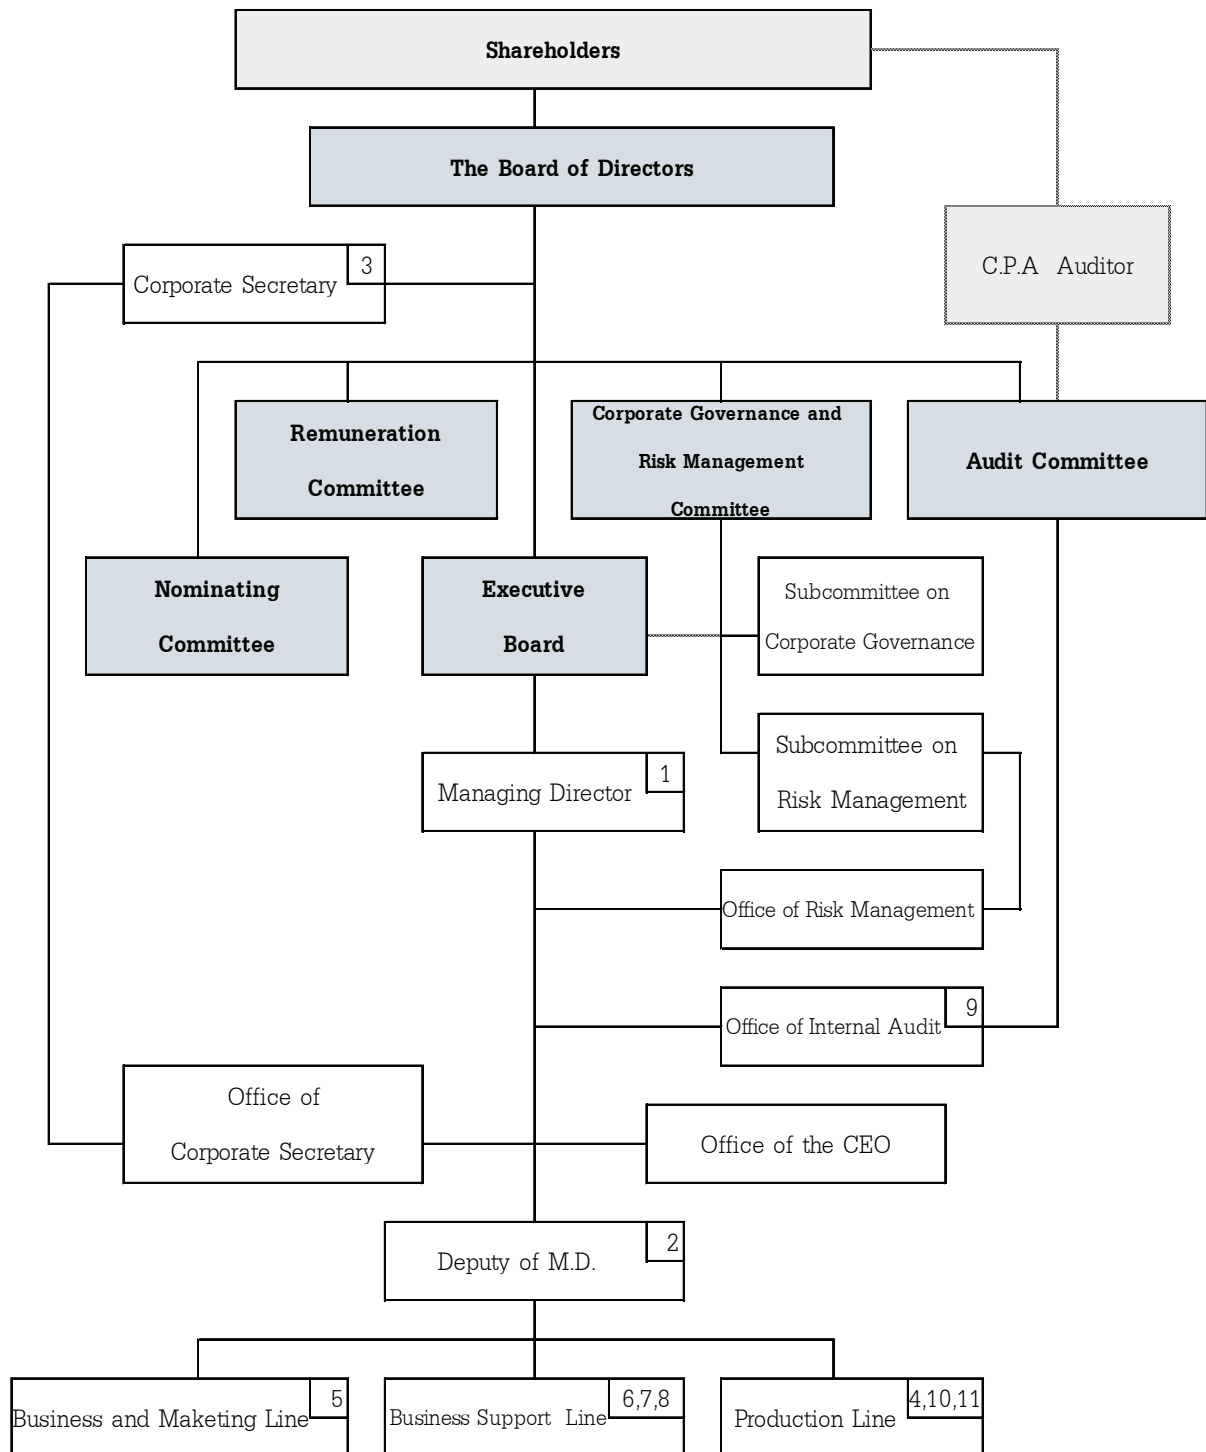 Shareholders
The Board of Directors
C.P.A Auditor
3
Corporate Secretary
Remuneration
Committee
Corporate Governance and
Risk Management
Committee
Audit Committee
Nominating
Committee
Executive
Board
Subcommittee on
Corporate Governance
Subcommittee on
Risk Management
1
Managing Director
Office of Risk Management
9
Office of Internal Audit
Office of
Corporate Secretary
Office of the CEO
2
Deputy of M.D.
5
Business and Maketing Line
6,7,8
Business Support Line
4,10,11
Production Line